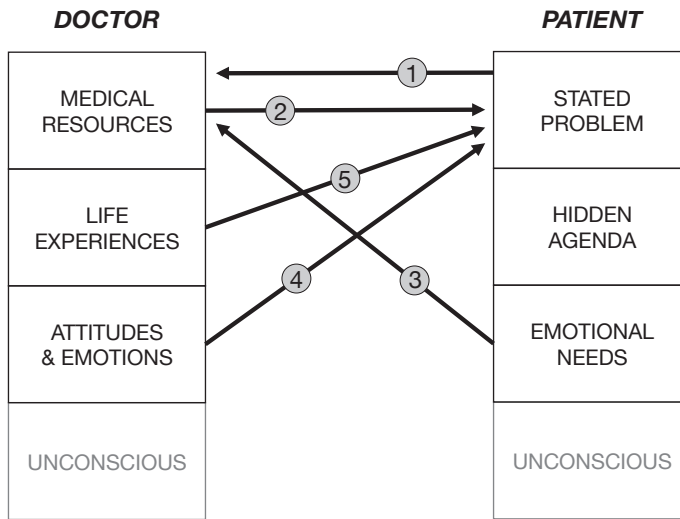 DOCTOR
PATIENT
1
MEDICAL
RESOURCES
2
STATED
PROBLEM
5
LIFE
EXPERIENCES
HIDDEN
AGENDA
4
3
ATTITUDES
& EMOTIONS
EMOTIONAL
NEEDS
UNCONSCIOUS
UNCONSCIOUS